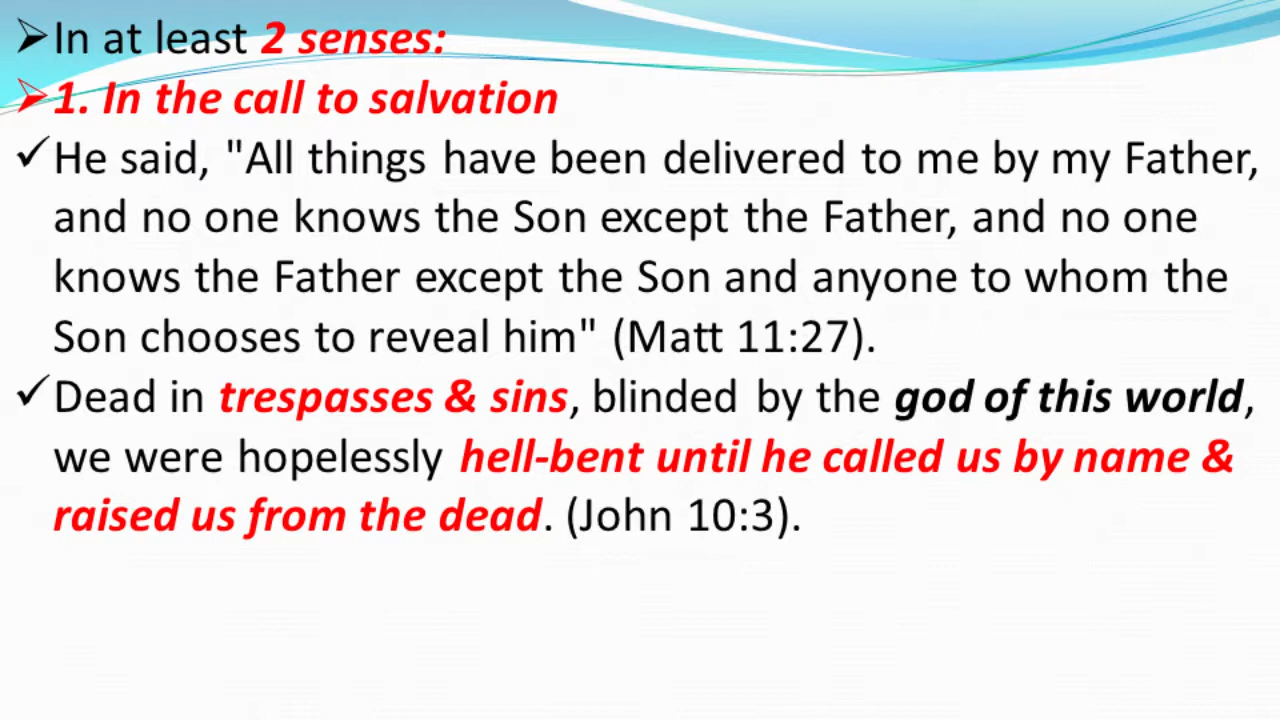 ➢In at least 2 senses:
➢1. In the call to salvation
✓He said, "All things have been delivered to me by my Father,
and no one knows the Son except the Father, and no one
knows the Father except the Son and anyone to whom the
Son chooses to reveal him" (Matt 11:27).
✓Dead in trespasses & sins, blinded by the god of this world,
we were hopelessly hell-bent until he called us by name &
raised us from the dead. (John 10:3).